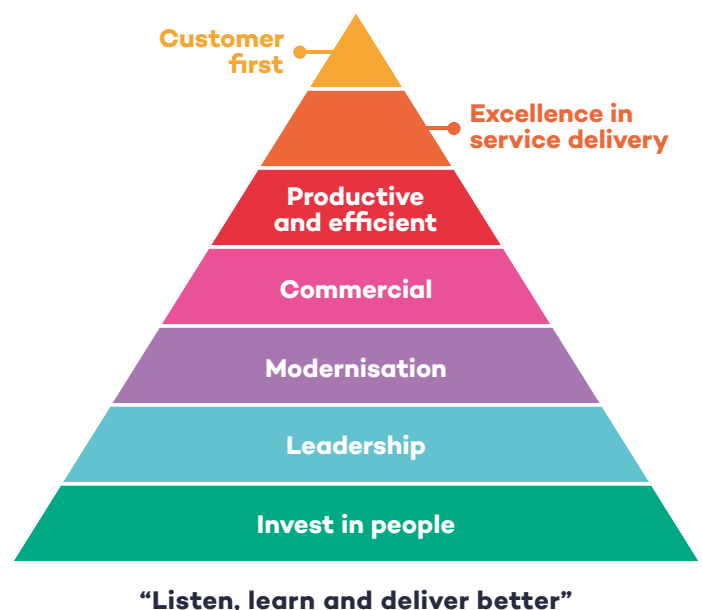 Customer
first
Excellence in
service delivery
Productive
and efficient
Commercial
Modernisation
Leadership
Invest in people
“Listen, learn and deliver better”